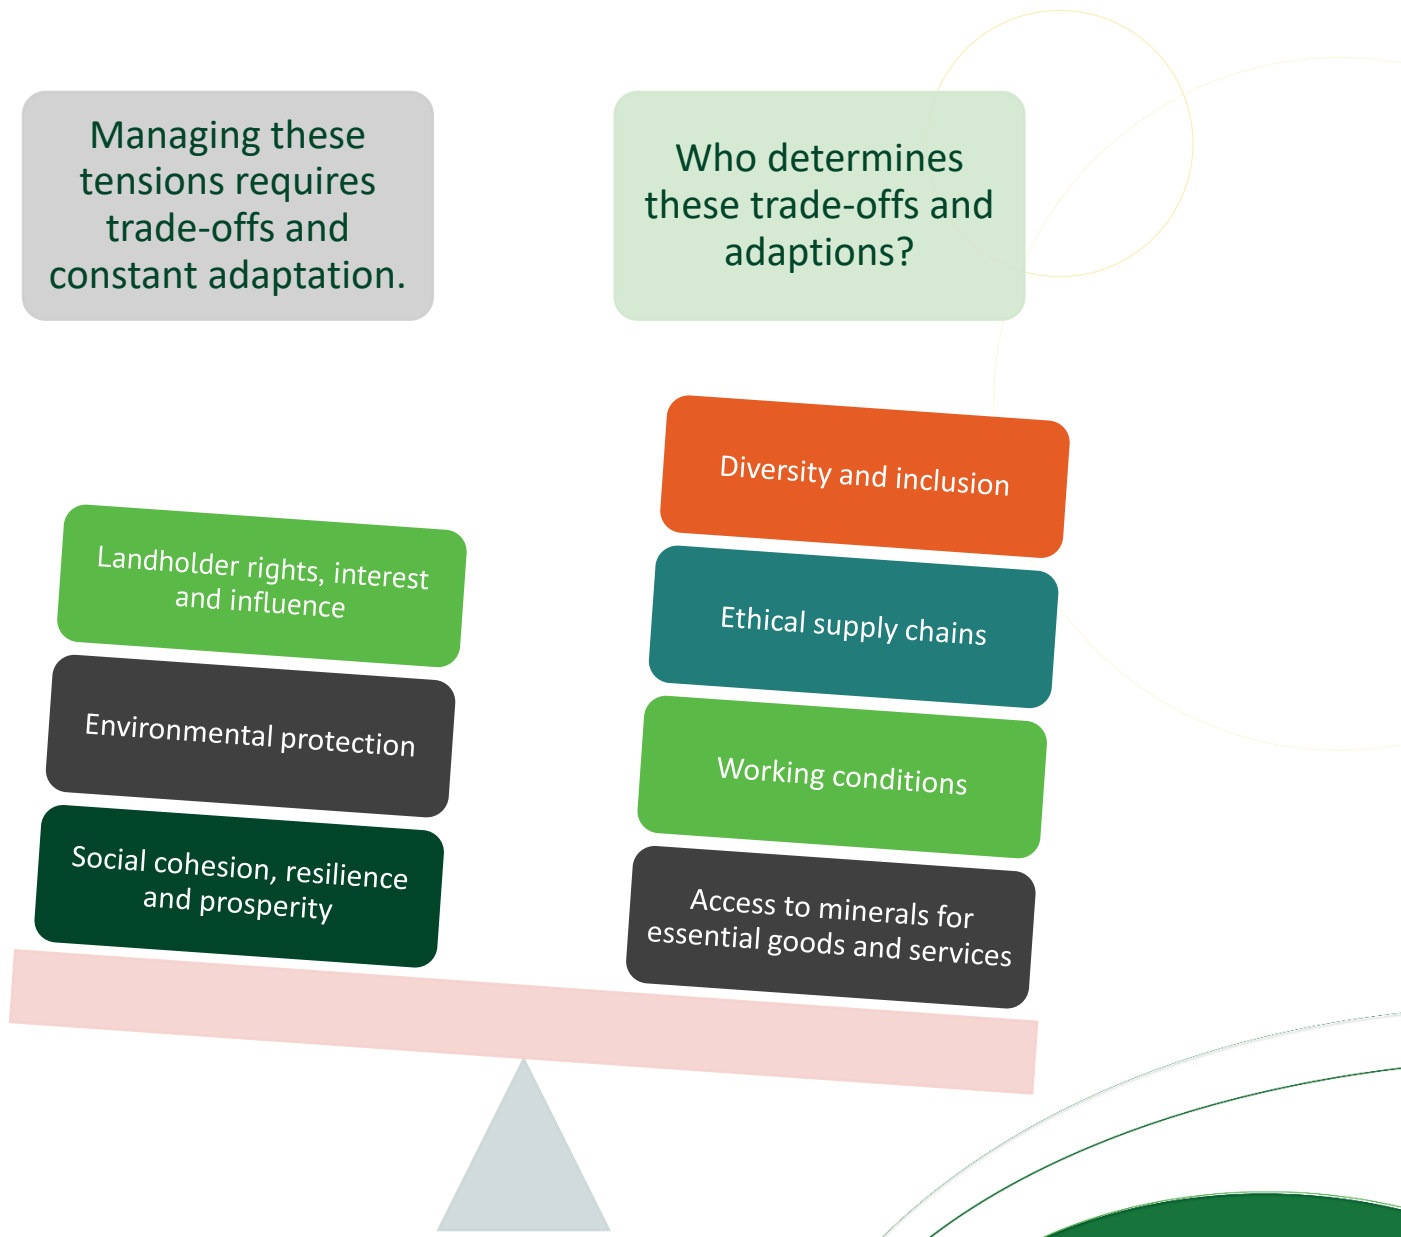 Managing these
tensions requires
trade-offs and
constant adaptation.
Who determines
these trade-offs and
adaptions?
Landholder rights, interest
and influence
Environmental protection
Social cohesion, resilience
and prosperity
Diversity and inclusion
Ethical supply chains
Working conditions
Access to minerals for
essential goods and services